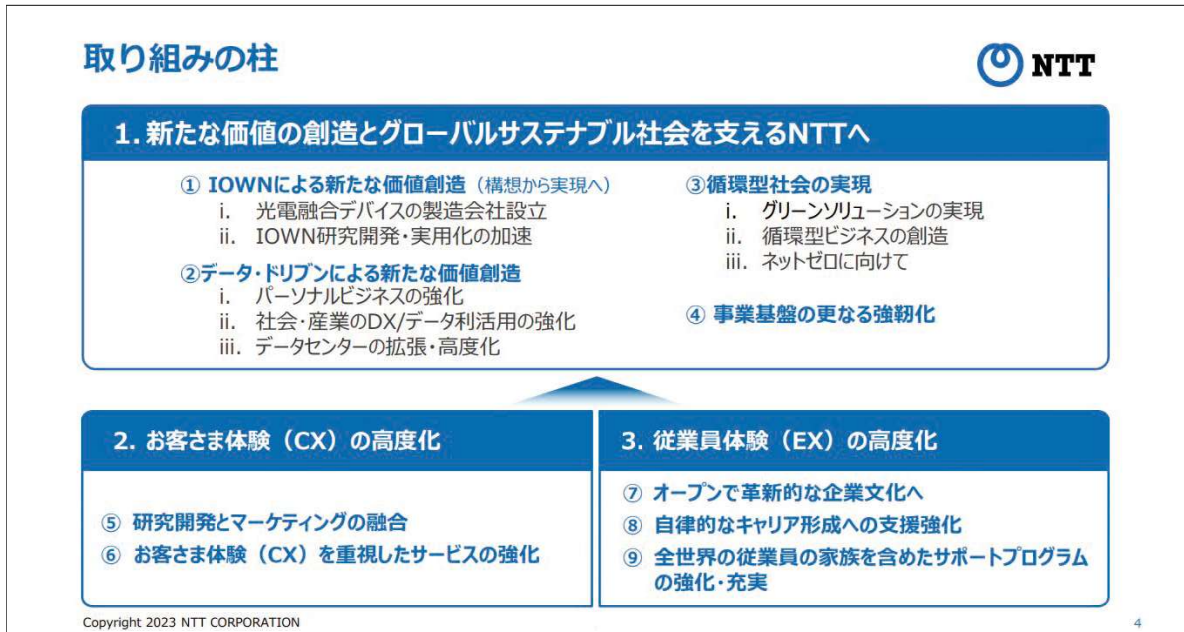 取り組みの柱
NTT
1. 新たな価値の創造とグローバルサステナブル社会を支えるNTTへ
① IOWNによる新たな価値創造（構想から実現へ）
i. 光電融合デバイスの製造会社設立
ii. IOWN研究開発・実用化の加速
②データ・ドリブンによる新たな価値創造
i. パーソナルビジネスの強化
ii. 社会・産業のDX/データ利活用の強化
iii. データセンターの拡張・高度化
③循環型社会の実現
i. グリーンソリューションの実現
ii. 循環型ビジネスの創造
iii. ネットゼロに向けて
④ 事業基盤の更なる強靭化
2. お客さま体験（CX）の高度化
⑤ 研究開発とマーケティングの融合
⑥ お客さま体験（CX）を重視したサービスの強化
3. 従業員体験（EX）の高度化
⑦ オープンで革新的な企業文化へ
⑧ 自律的なキャリア形成への支援強化
⑨ 全世界の従業員の家族を含めたサポートプログラム
の強化・充実
Copyright 2023 NTT CORPORATION
4